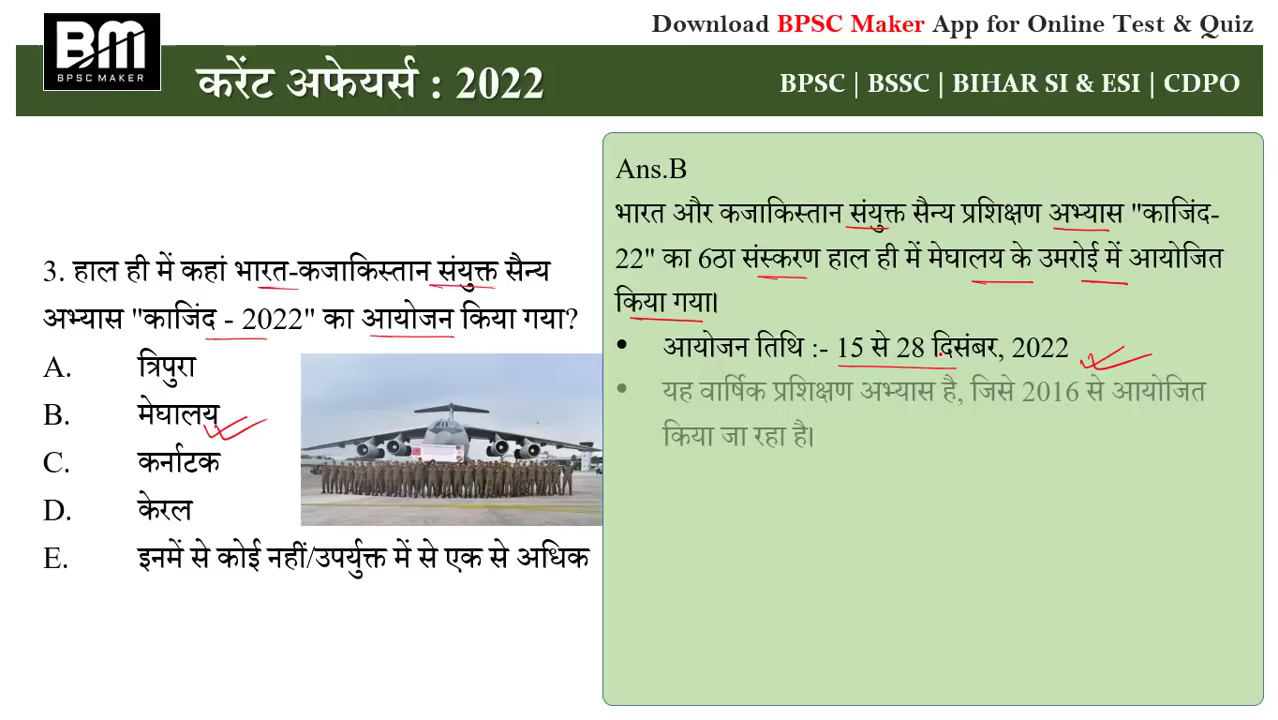 Download BPSC Maker App for Online Test & Quiz
BM
BPSC MAKER
करेंट अफेयर्स : 2022
BPSC | BSSC | BIHAR SI & ESI | CDPO
3. हाल ही में कहां भारत-कजाकिस्तान संयुक्त सैन्य
अभ्यास "काजिंद - 2022" का आयोजन किया गया?
A. त्रिपुरा
B. मेघालय
C. कर्नाटक
D. केरल
E. इनमें से कोई नहीं/उपर्युक्त में से एक से अधिक
Ans.B
भारत और कजाकिस्तान संयुक्त सैन्य प्रशिक्षण अभ्यास "काजिंद-
22" का 6ठा संस्करण हाल ही में मेघालय के उमरोई में आयोजित
किया गया।
• आयोजन तिथि :- 15 से 28 दिसंबर, 2022
• यह वार्षिक प्रशिक्षण अभ्यास है, जिसे 2016 से आयोजित
किया जा रहा है।